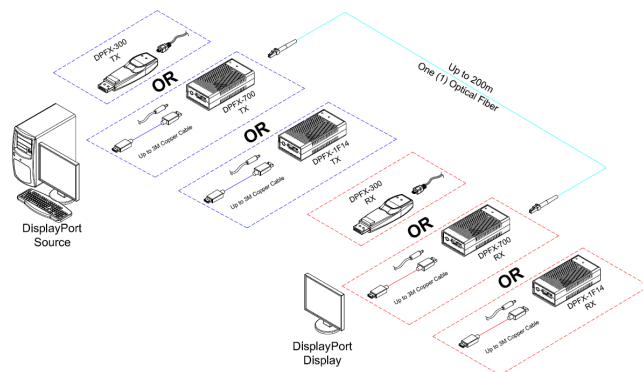 DPFX-300
TX
OR
DPFX-700
TX
Up to 3M Copper Cable
OR
DPFX-1F14
TX
Up to 3M Copper Cable
Up to 200m
One (1) Optical Fiber
DisplayPort
Source
DPFX-300
RX
OR
DPFX-700
RX
Up to 3M Copper Cable
OR
DPFX-1F14
RX
Up to 3M Copper Cable
DisplayPort
Display